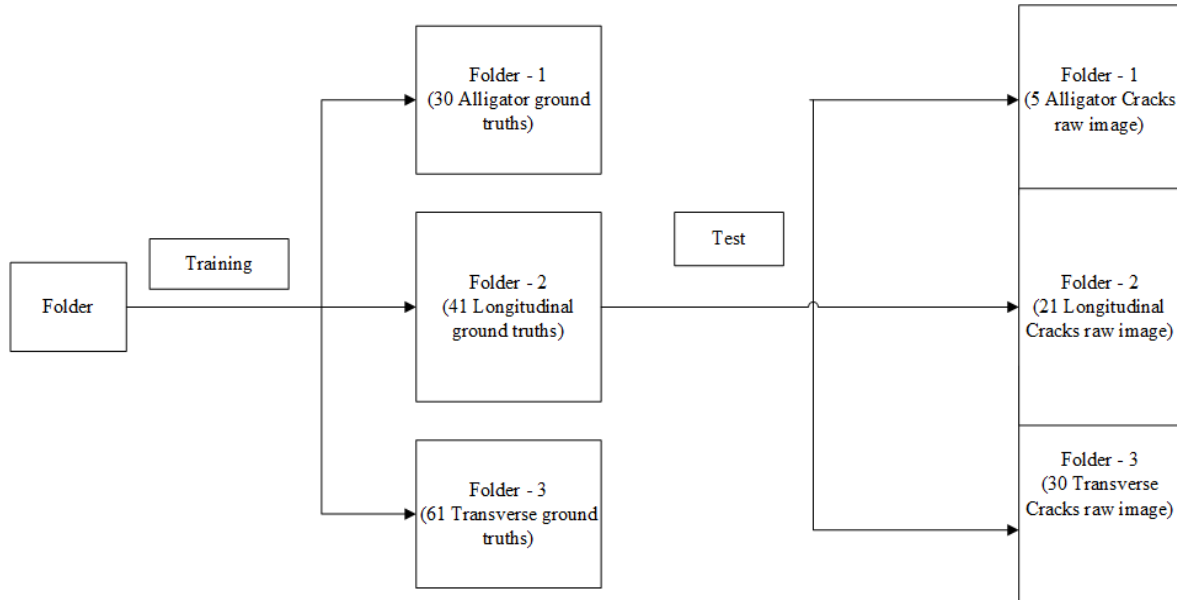 Folder
Training
Folder - 1
(30 Alligator ground
truths)
Folder - 2
(41 Longitudinal
ground truths)
Folder - 3
(61 Transverse ground
truths)
Test
Folder - 1
(5 Alligator Cracks
raw image)
Folder - 2
(21 Longitudinal
Cracks raw image)
Folder - 3
(30 Transverse
Cracks raw image)